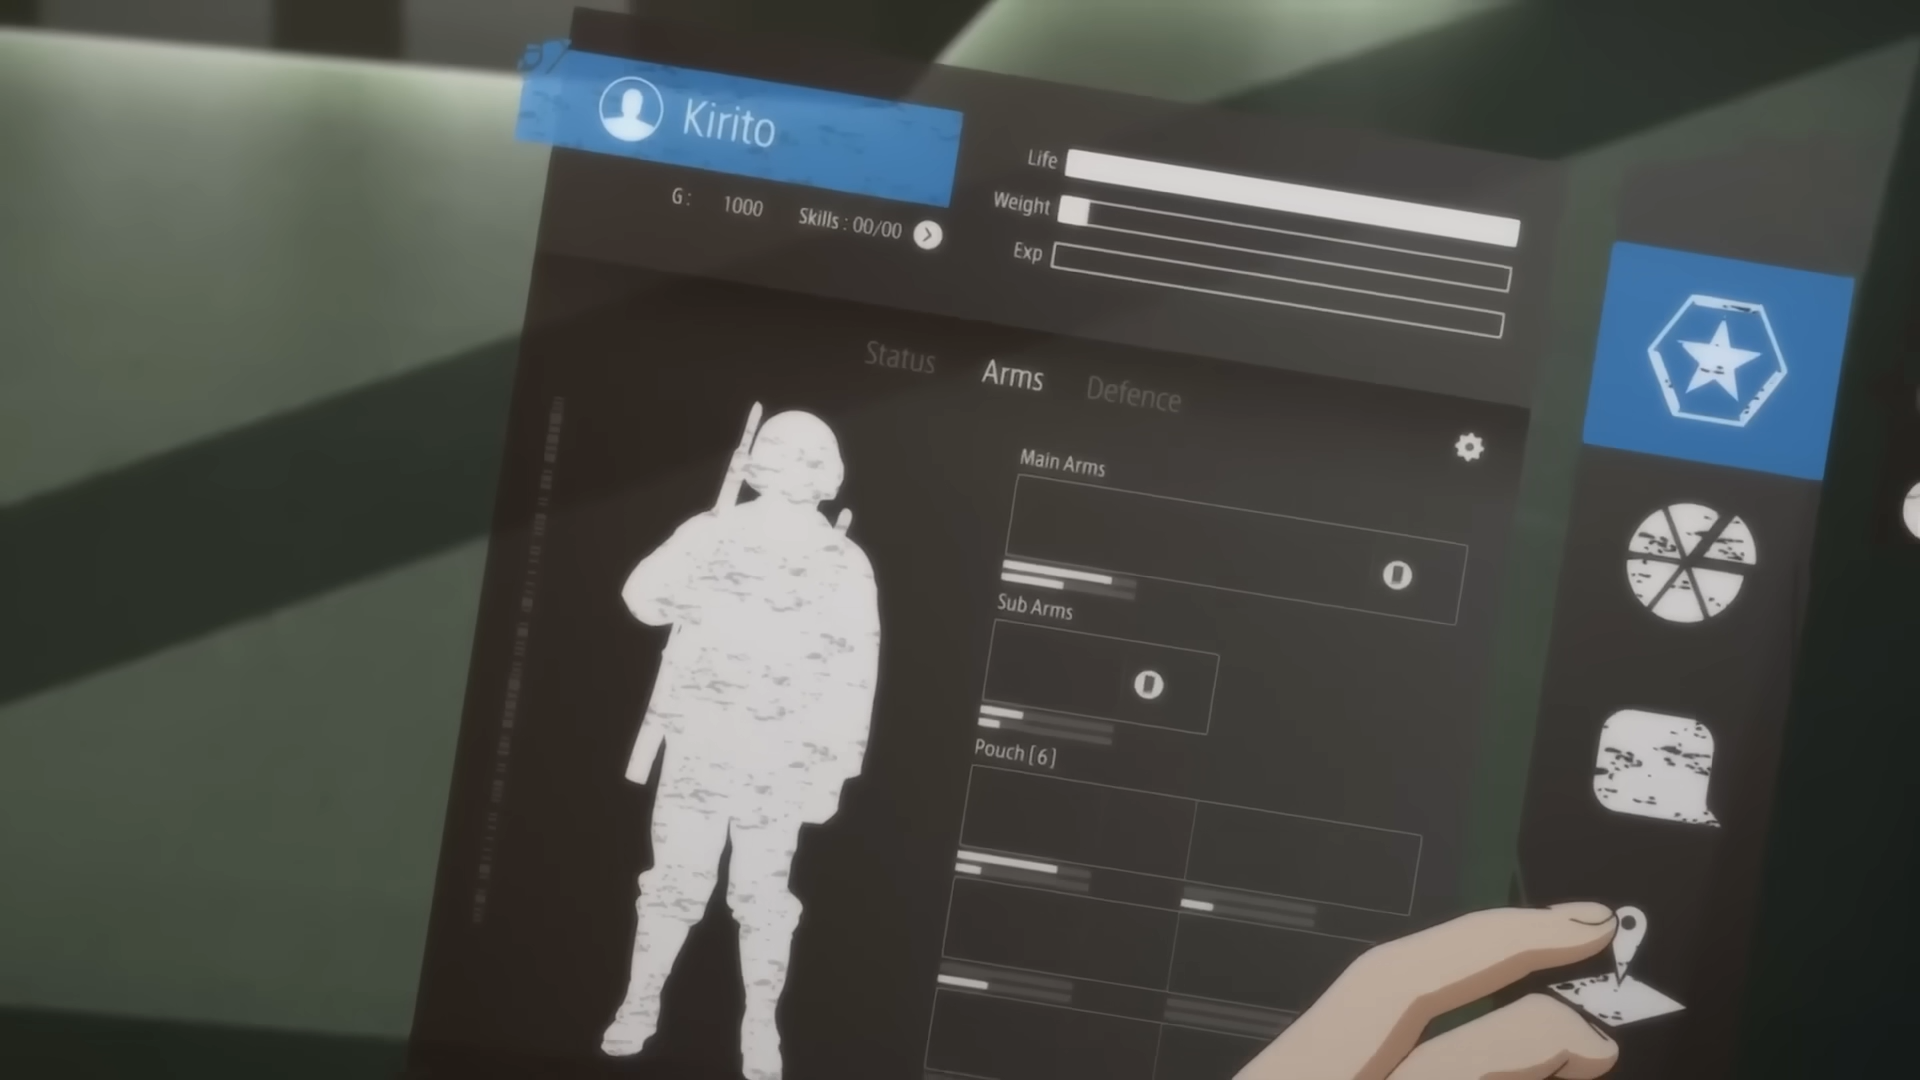 Kirito
G: 1000 Skills : 00/00
Life
Weight
Exp
Status Arms Defence
Main Arms
Sub Arms
Pouch [6]